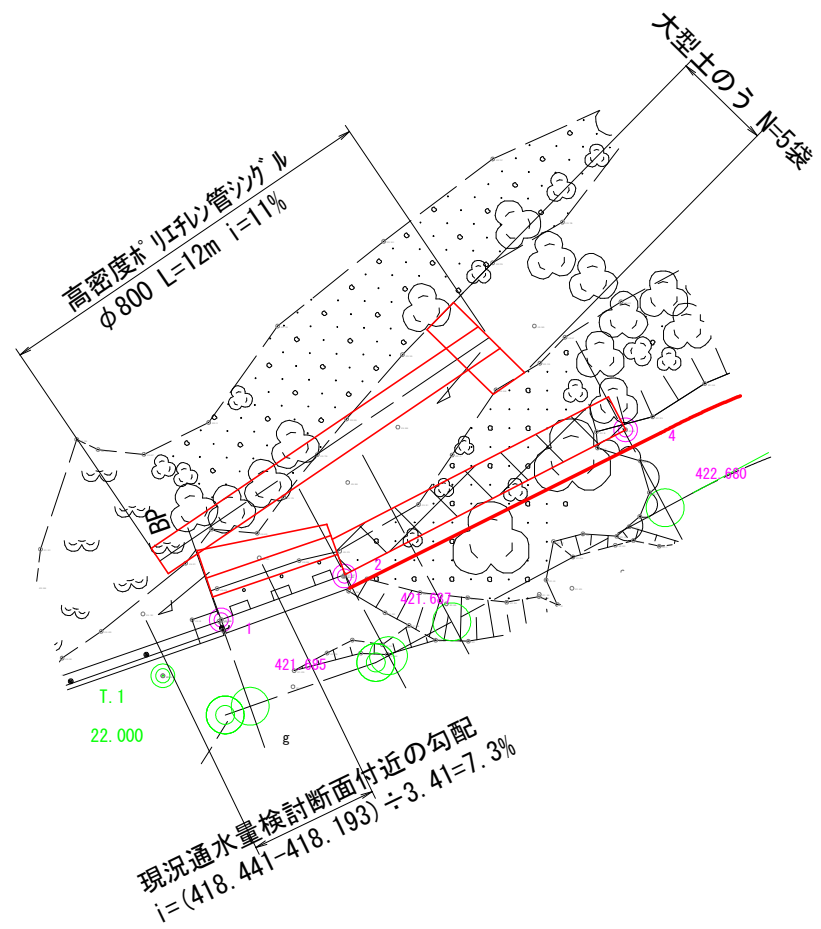 大型土のう N=5袋
高密度ポリエチレン管シングル
φ800 L=12m i=11%
BP
4
422.680
2
421.687
1
421.685
T.1
22.000
g
現況通水量検討断面付近の勾配
i=(418.441-418.193)÷3.41=7.3%